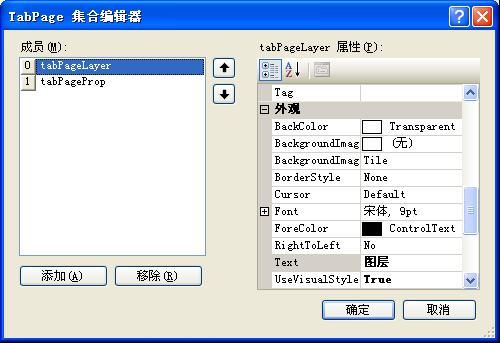 TabPage 集合编辑器
成员(M):
0 tabPageLayer
1 tabPageProp
添加(A) 移除(R)
tabPageLayer 属性(P):
Tag
外观
BackColor Transparent
BackgroundImag (无)
BackgroundImag Tile
BorderStyle None
Cursor Default
Font 宋体, 9pt
ForeColor ControlText
RightToLeft No
Text 图层
UseVisualStyle True
确定 取消